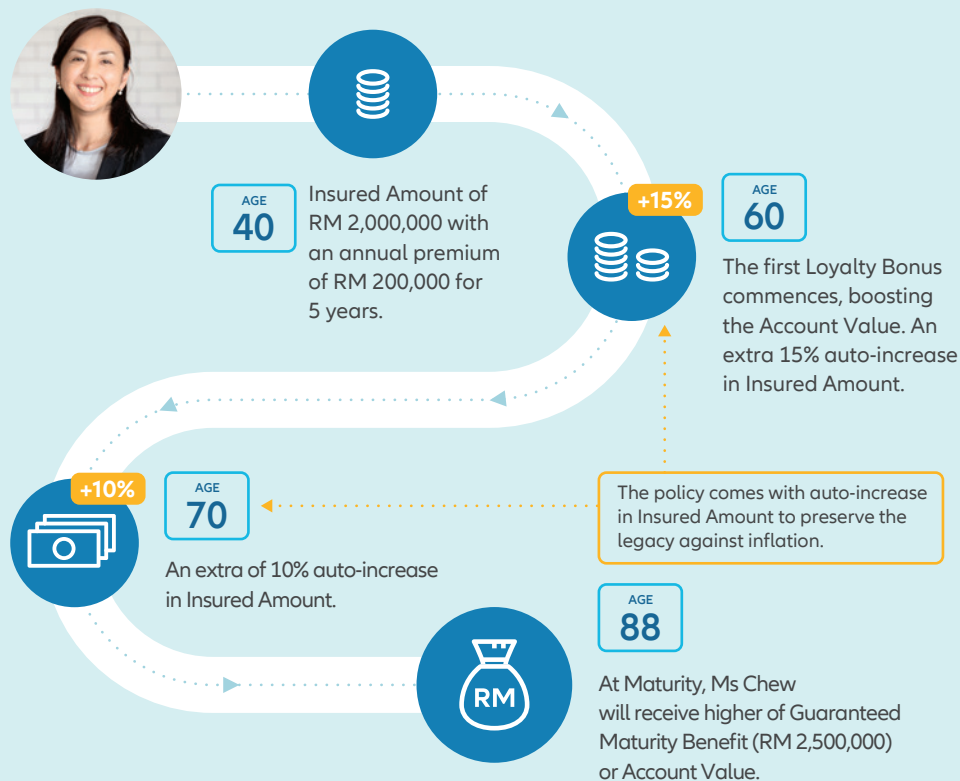 AGE
40
Insured Amount of
RM 2,000,000 with
an annual premium
of RM 200,000 for
5 years.
+15%
AGE
60
The first Loyalty Bonus
commences, boosting
the Account Value. An
extra 15% auto-increase
in Insured Amount.
+10%
AGE
70
An extra of 10% auto-increase
in Insured Amount.
The policy comes with auto-increase
in Insured Amount to preserve the
legacy against inflation.
RM
AGE
88
At Maturity, Ms Chew
will receive higher of Guaranteed
Maturity Benefit (RM 2,500,000)
or Account Value.